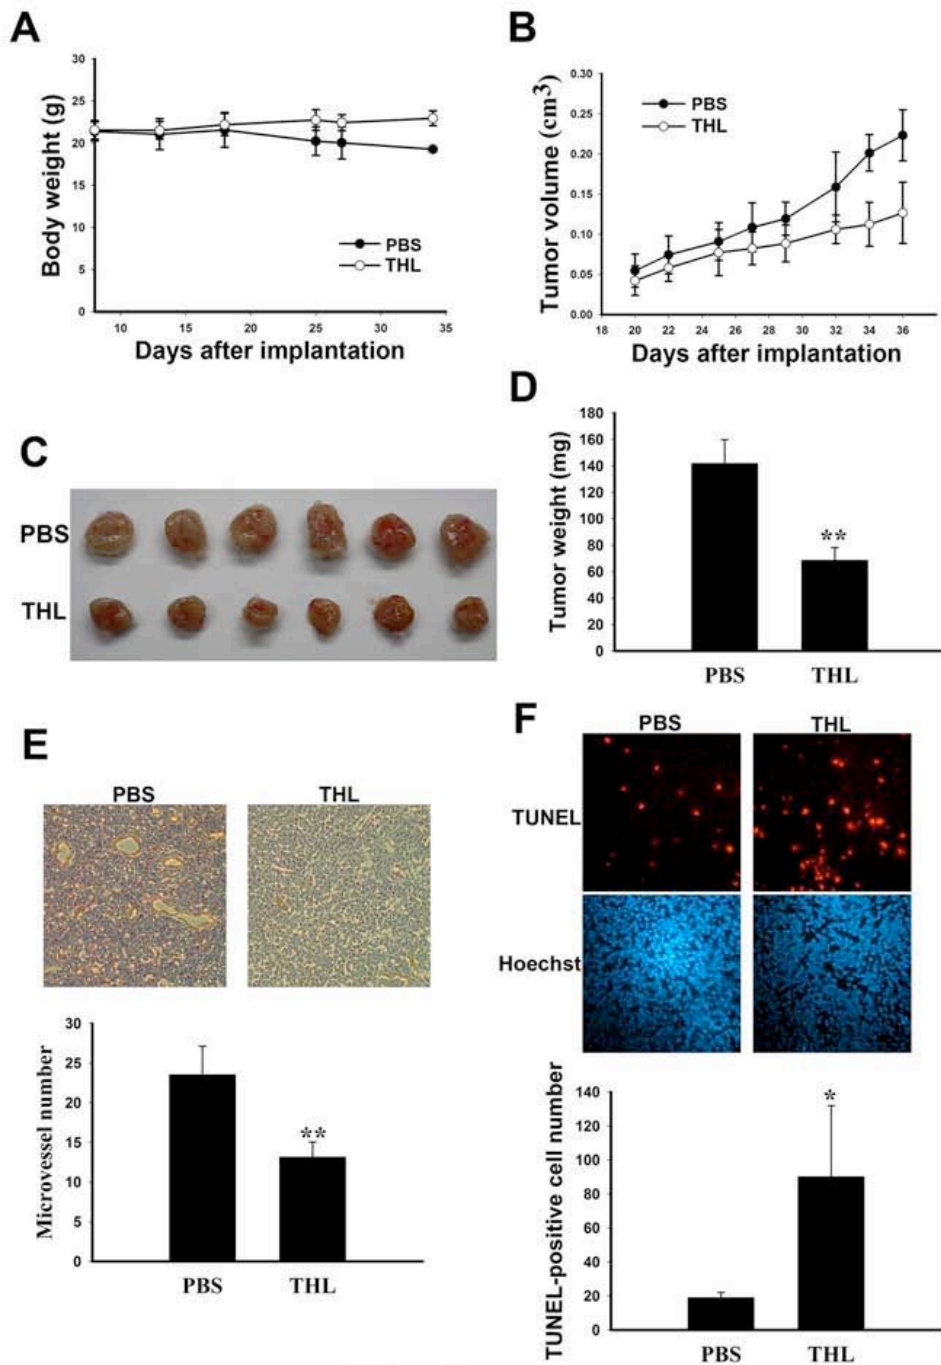 A
Body weight (g)
30
25
20
15
10
5
0
PBS
THL
10 15 20 25 30 35
Days after implantation
B
Tumor volume (cm³)
0.30
0.25
0.20
0.15
0.10
0.05
0.00
PBS
THL
18 20 22 24 26 28 30 32 34 36
Days after implantation
C
PBS
THL
D
Tumor weight (mg)
180
160
140
120
100
80
60
40
20
0
**
PBS THL
E
PBS THL
Microvessel number
30
25
20
15
10
5
0
**
PBS THL
F
PBS THL
TUNEL
Hoechst
TUNEL-positive cell number
140
120
100
80
60
40
20
0
*
PBS THL